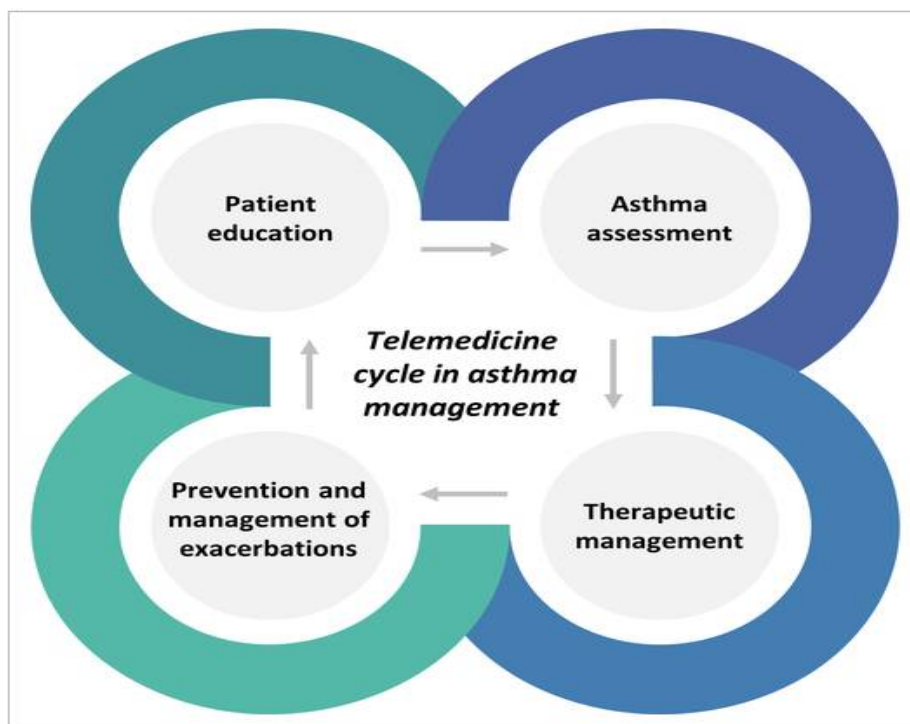 Patient
education
Asthma
assessment
Telemedicine
cycle in asthma
management
Prevention and
management of
exacerbations
Therapeutic
management